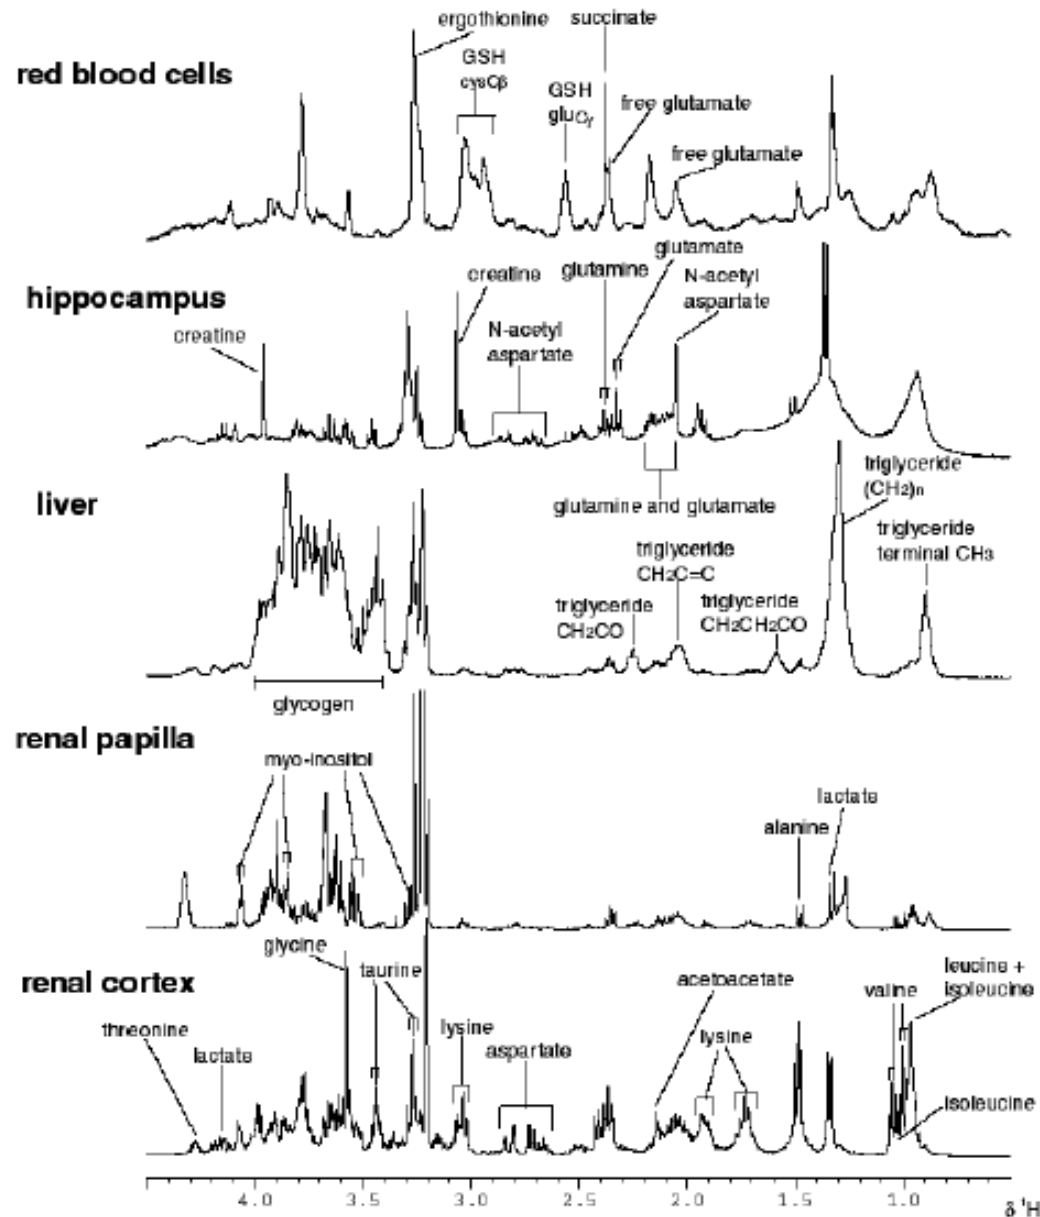 ergothionine
succinate
red blood cells
GSH
cysCβ
GSH
gluCγ
free glutamate
free glutamate
hippocampus
creatine
creatine
N-acetyl
aspartate
glutamine
glutamate
N-acetyl
aspartate
glutamine and glutamate
liver
triglyceride
(CH2)n
triglyceride
terminal CH3
triglyceride
CH2C=C
triglyceride
CH2CO
triglyceride
CH2CH2CO
glycogen
renal papilla
myo-inositol
lactate
alanine
renal cortex
glycine
taurine
threonine
lactate
lysine
aspartate
acetoacetate
lysine
valine
leucine +
isoleucine
isoleucine
4.0 3.5 3.0 2.5 2.0 1.5 1.0
δ ¹H